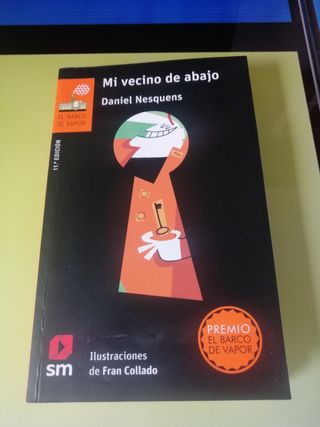 Mi vecino de abajo
Daniel Nesquens
EL BARCO
DE VAPOR
11.ª EDICIÓN
PREMIO
EL BARCO
DE VAPOR
sm
Ilustraciones
de Fran Collado